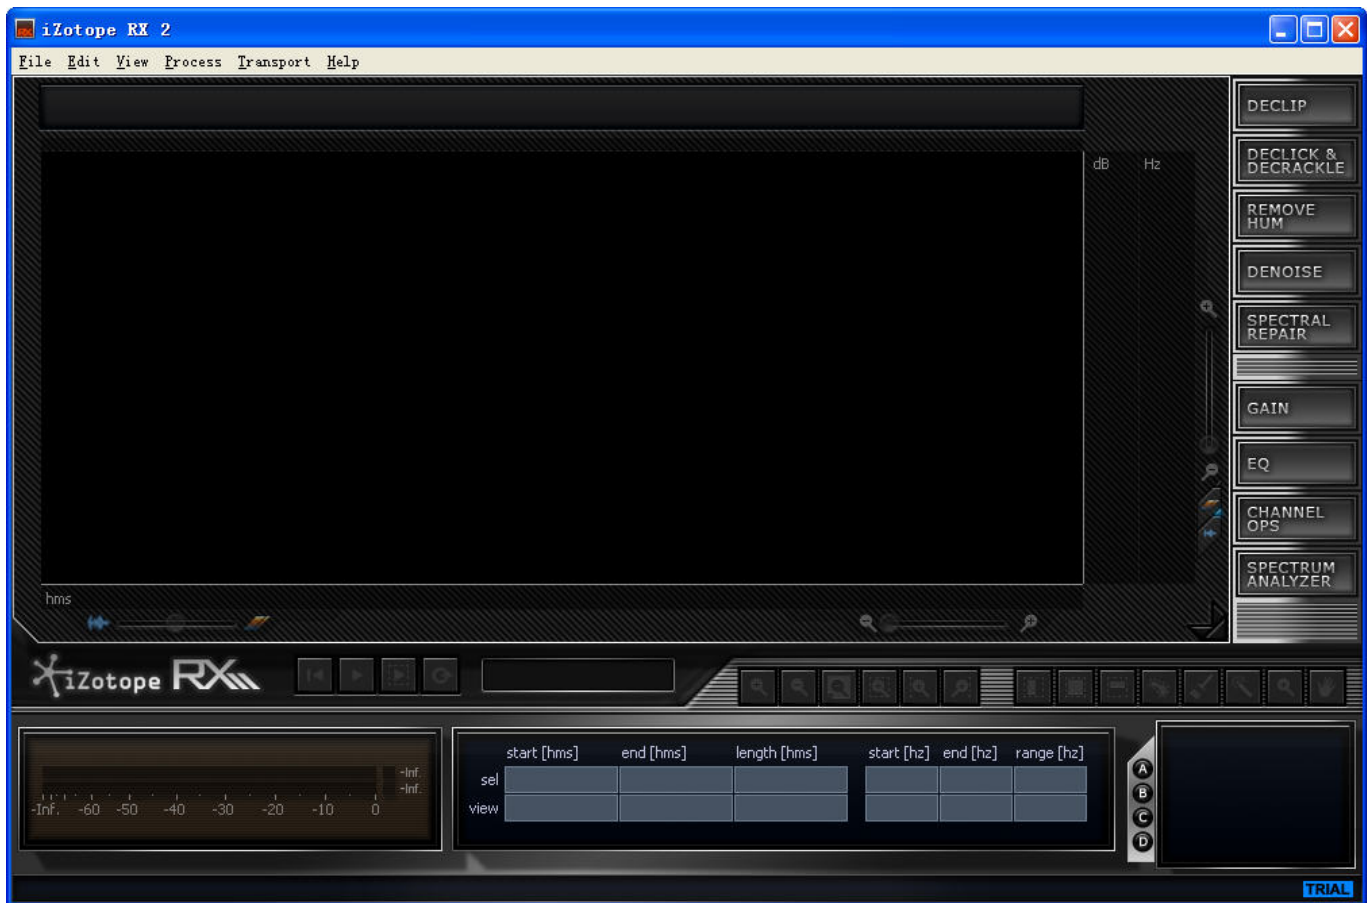 iZotope RX 2
File Edit View Process Transport Help
DECLIP
DECLICK &
DECRACKLE
REMOVE
HUM
DENOISE
SPECTRAL
REPAIR
GAIN
EQ
CHANNEL
OPS
SPECTRUM
ANALYZER
dB Hz
hms
iZotope RX
start [hms] end [hms] length [hms] start [hz] end [hz] range [hz]
sel
view
-Inf.
-Inf.
-Inf. -60 -50 -40 -30 -20 -10 0
A
B
C
D
TRIAL